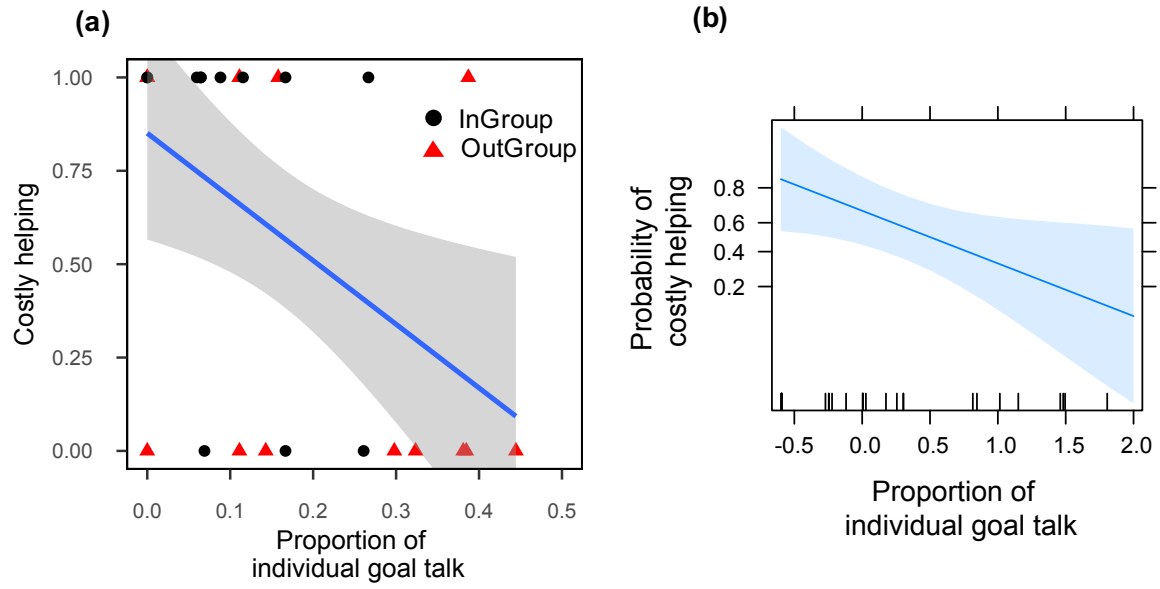 (a)
Costly helping
1.00
0.75
0.50
0.25
0.00
InGroup
OutGroup
0.0 0.1 0.2 0.3 0.4 0.5
Proportion of
individual goal talk
(b)
Probability of
costly helping
0.8
0.6
0.4
0.2
-0.5 0.0 0.5 1.0 1.5 2.0
Proportion of
individual goal talk